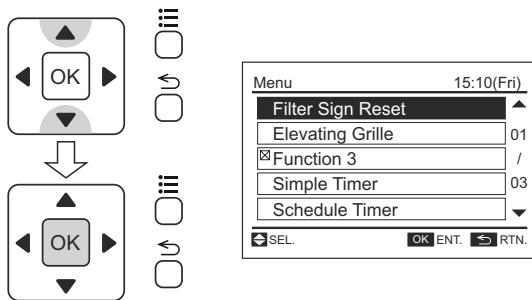 OK
OK
Menu 15:10(Fri)
Filter Sign Reset
Elevating Grille 01
Function 3 /
Simple Timer 03
Schedule Timer
SEL. OK ENT. RTN.